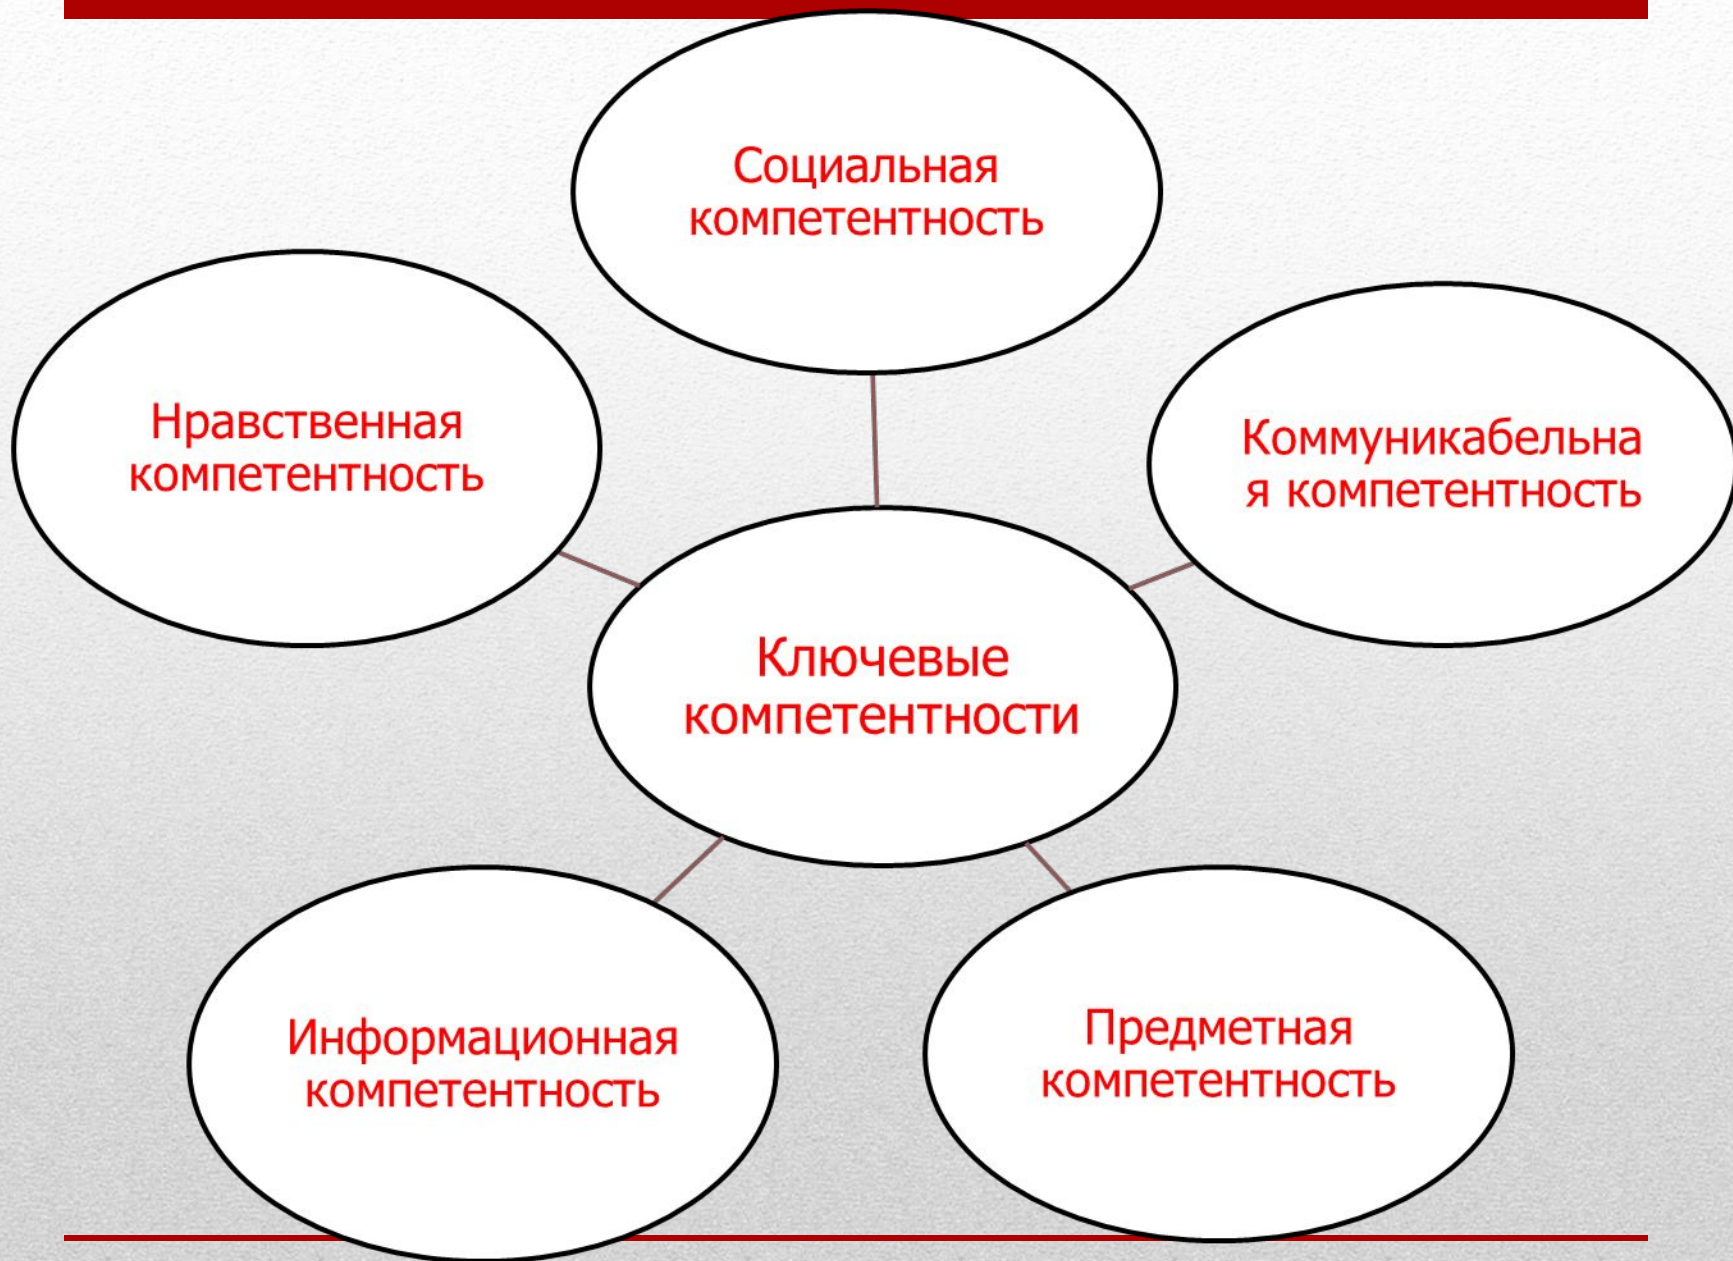 Социальная
компетентность
Нравственная
компетентность
Коммуникабельна
я компетентность
Ключевые
компетентности
Информационная
компетентность
Предметная
компетентность